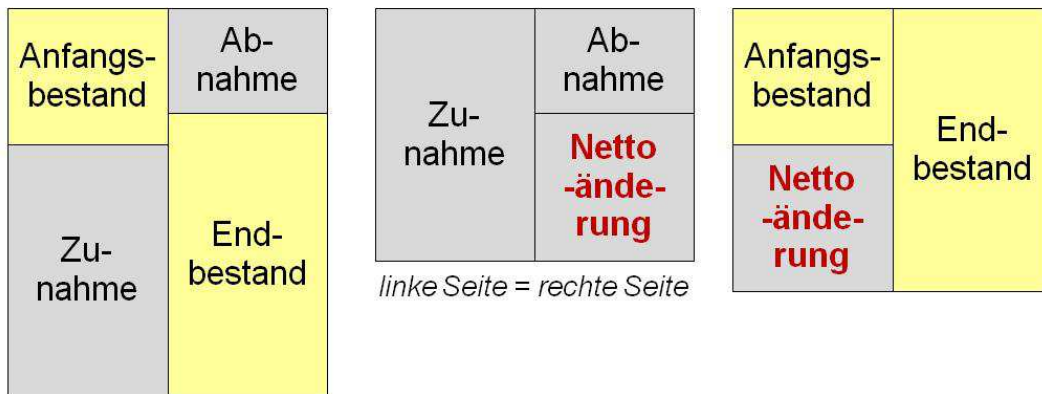 Anfangs-
bestand
Zu-
nahme
Ab-
nahme
End-
bestand
Zu-
nahme
Ab-
nahme
Netto
-ände-
rung
linke Seite = rechte Seite
Anfangs-
bestand
Netto
-ände-
rung
End-
bestand